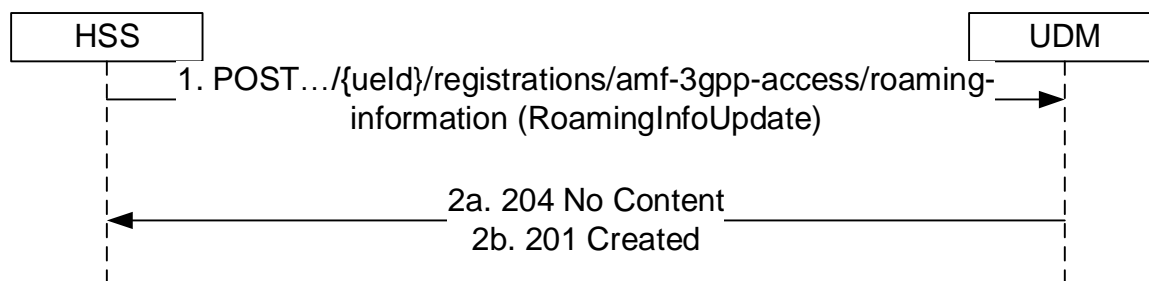 HSS
UDM
1. POST…/{ueId}/registrations/amf-3gpp-access/roaming-
information (RoamingInfoUpdate)
2a. 204 No Content
2b. 201 Created